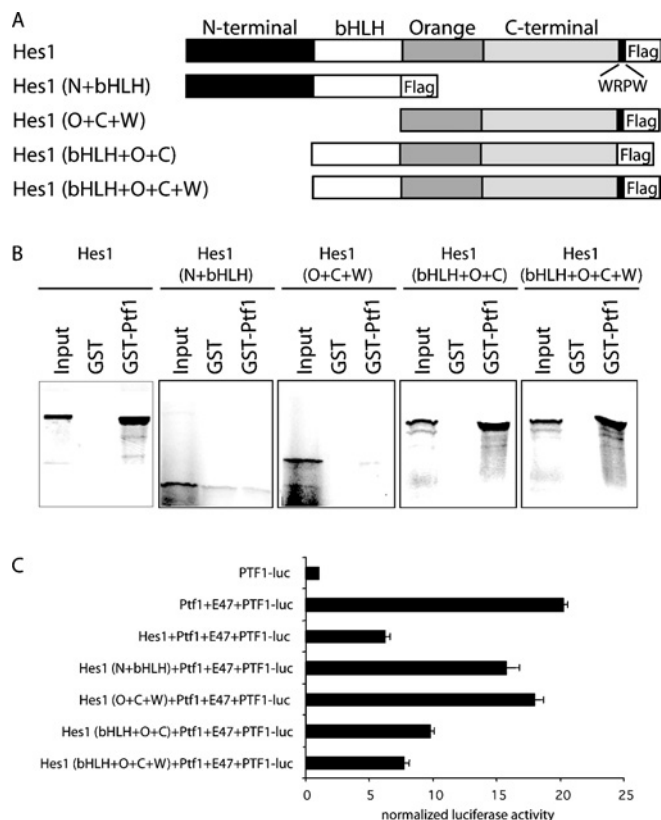 A
N-terminal bHLH Orange C-terminal
Hes1
Flag
WRPW
Hes1 (N+bHLH)
Flag
Hes1 (O+C+W)
Flag
Hes1 (bHLH+O+C)
Flag
Hes1 (bHLH+O+C+W)
Flag
B
Hes1
Hes1
(N+bHLH)
Hes1
(O+C+W)
Hes1
(bHLH+O+C)
Hes1
(bHLH+O+C+W)
Input GST GST-Ptf1
Input GST GST-Ptf1
Input GST GST-Ptf1
Input GST GST-Ptf1
Input GST GST-Ptf1
C
PTF1-luc
Ptf1+E47+PTF1-luc
Hes1+Ptf1+E47+PTF1-luc
Hes1 (N+bHLH)+Ptf1+E47+PTF1-luc
Hes1 (O+C+W)+Ptf1+E47+PTF1-luc
Hes1 (bHLH+O+C)+Ptf1+E47+PTF1-luc
Hes1 (bHLH+O+C+W)+Ptf1+E47+PTF1-luc
0 5 10 15 20 25
normalized luciferase activity